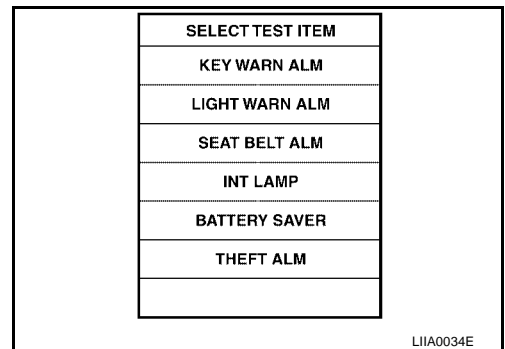 SELECT TEST ITEM
KEY WARN ALM
LIGHT WARN ALM
SEAT BELT ALM
INT LAMP
BATTERY SAVER
THEFT ALM
LIIA0034E